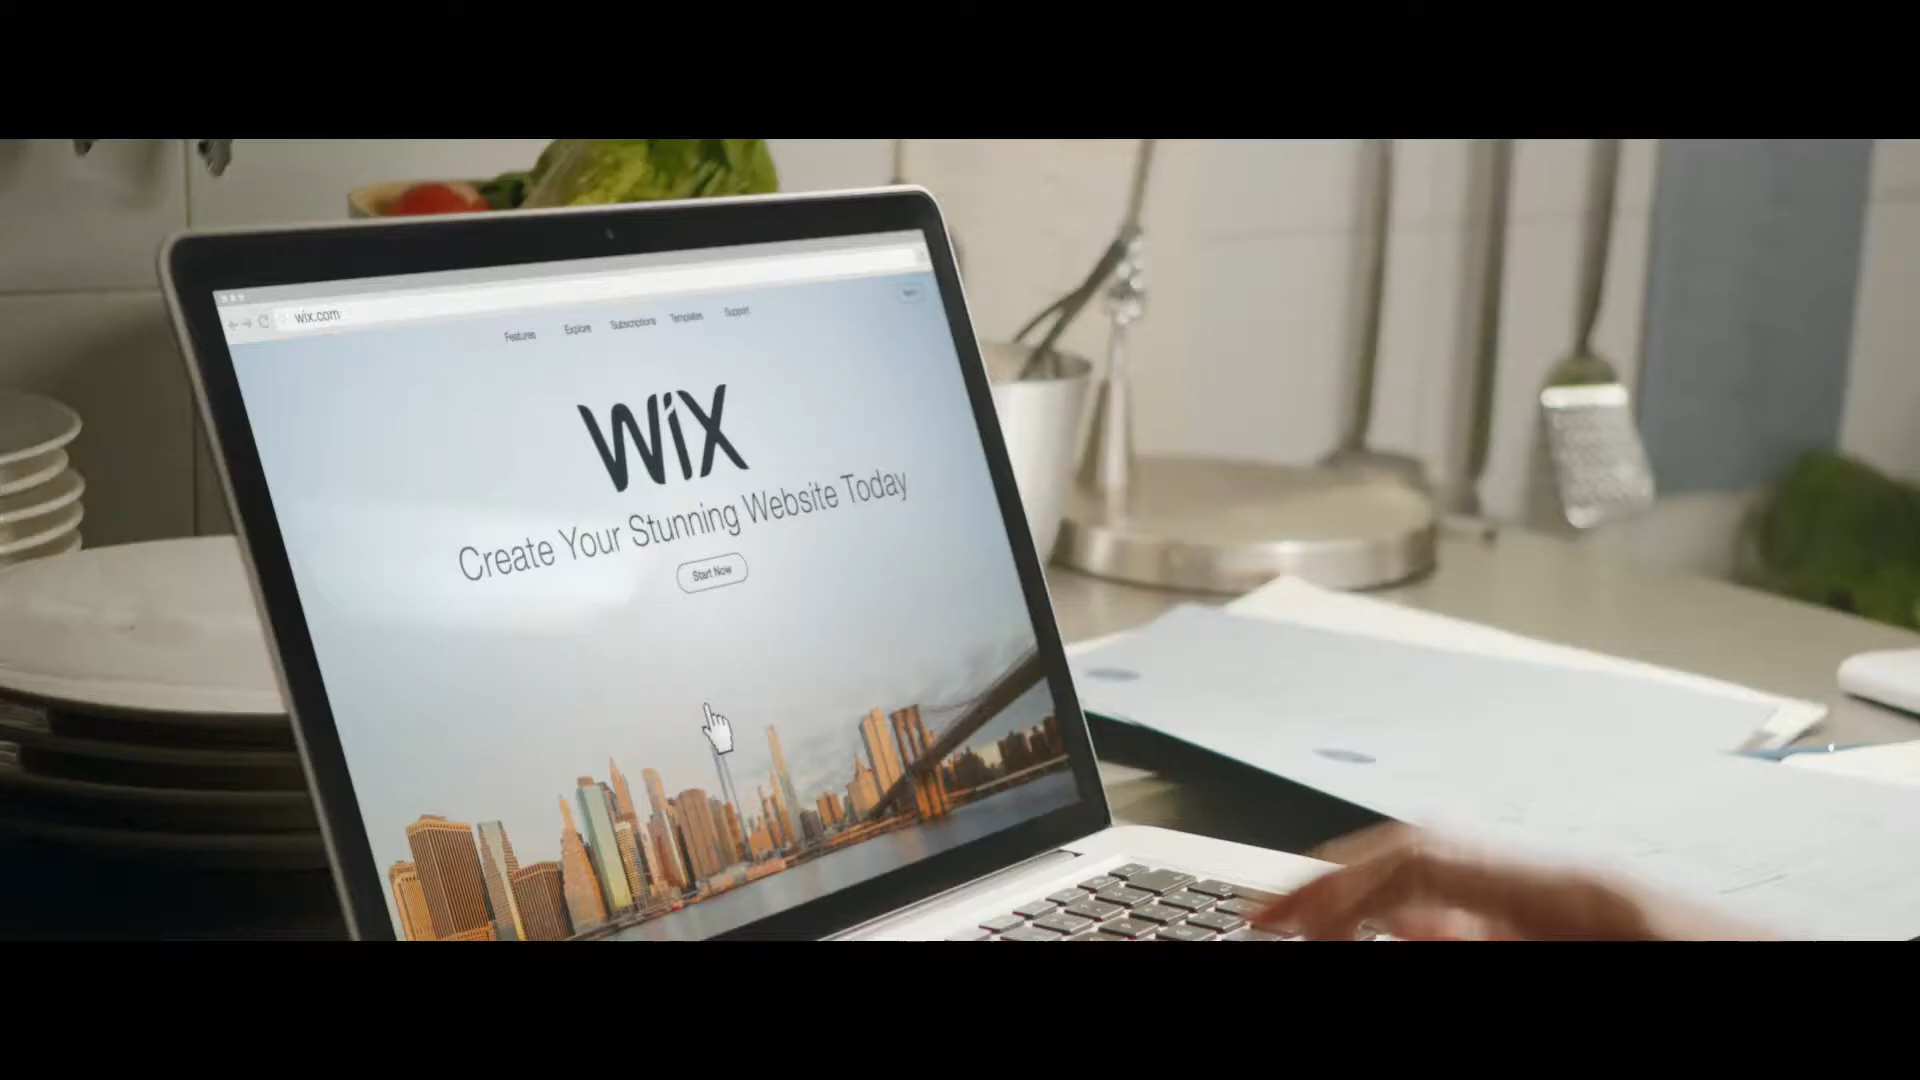 wix.com
Features Explore Subscriptions Templates Support
WiX
Create Your Stunning Website Today
Start Now